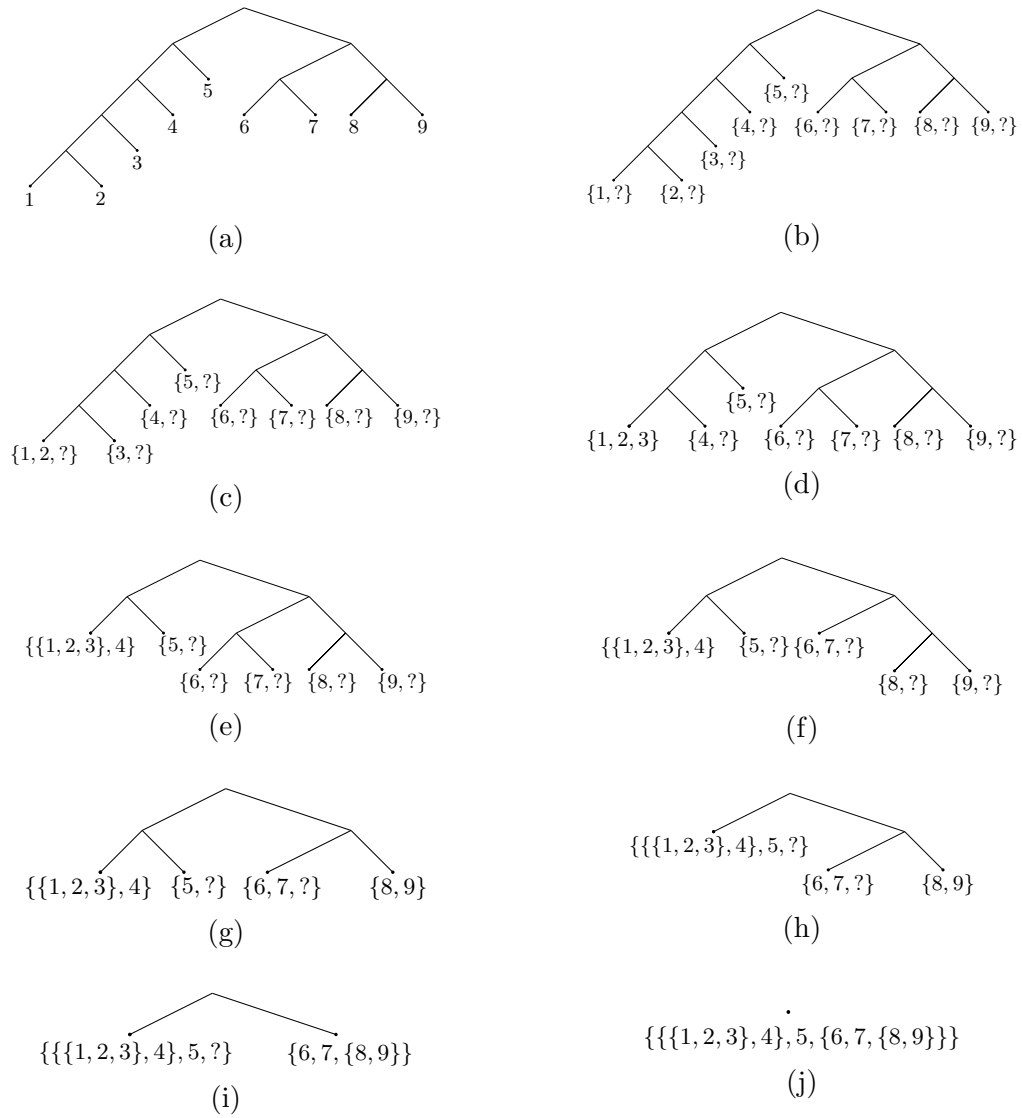 5
{5, ?}
4 6 7 8 9
{4, ?} {6, ?} {7, ?} {8, ?} {9, ?}
3
{3, ?}
1 2
{1, ?} {2, ?}
(a)
(b)
{5, ?}
{4, ?} {6, ?} {7, ?} {8, ?} {9, ?}
{1, 2, ?} {3, ?}
(c)
{5, ?}
{1, 2, 3} {4, ?} {6, ?} {7, ?} {8, ?} {9, ?}
(d)
{{1, 2, 3}, 4} {5, ?}
{6, ?} {7, ?} {8, ?} {9, ?}
(e)
{{1, 2, 3}, 4} {5, ?} {6, 7, ?}
{8, ?} {9, ?}
(f)
{{1, 2, 3}, 4} {5, ?} {6, 7, ?} {8, 9}
(g)
{{{1, 2, 3}, 4}, 5, ?}
{6, 7, ?} {8, 9}
(h)
{{{1, 2, 3}, 4}, 5, ?} {6, 7, {8, 9}}
(i)
{{{1, 2, 3}, 4}, 5, {6, 7, {8, 9}}}
(j)